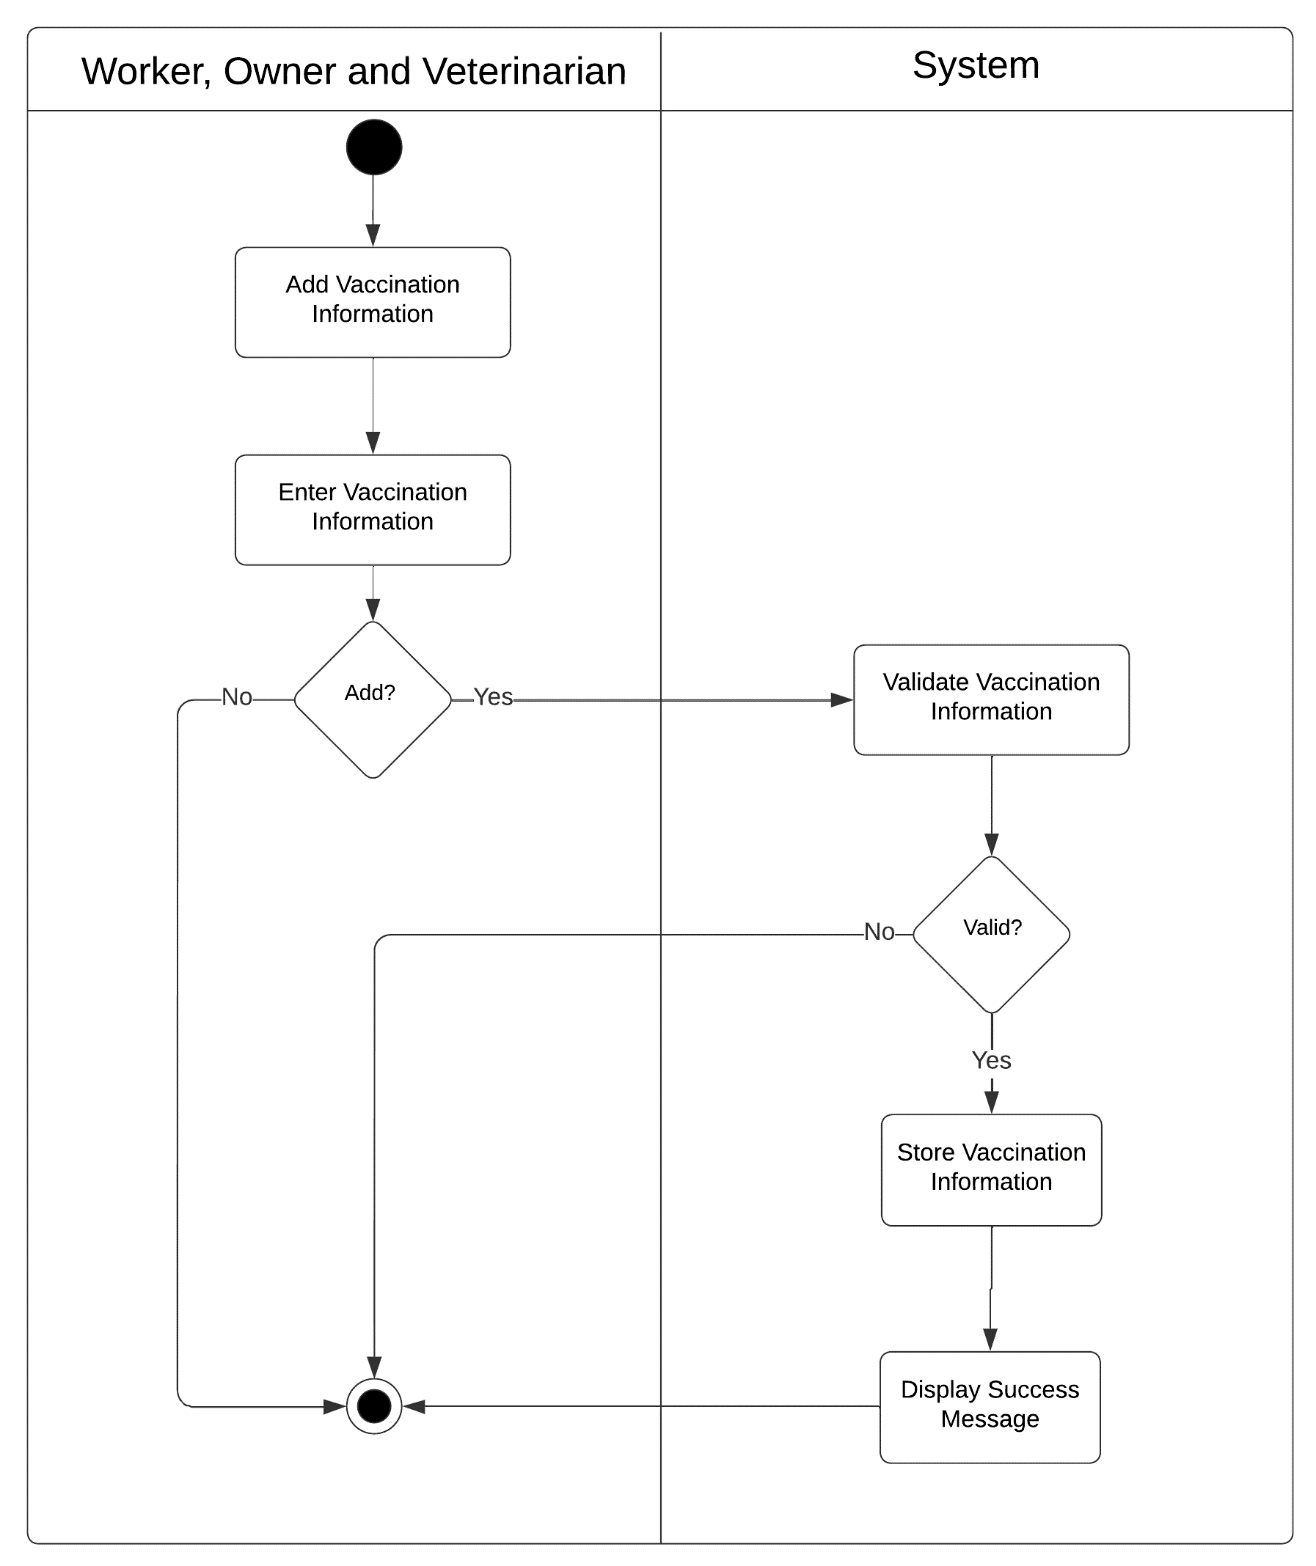 Worker, Owner and Veterinarian
System
Add Vaccination
Information
Enter Vaccination
Information
Add?
No
Yes
Validate Vaccination
Information
Valid?
No
Yes
Store Vaccination
Information
Display Success
Message